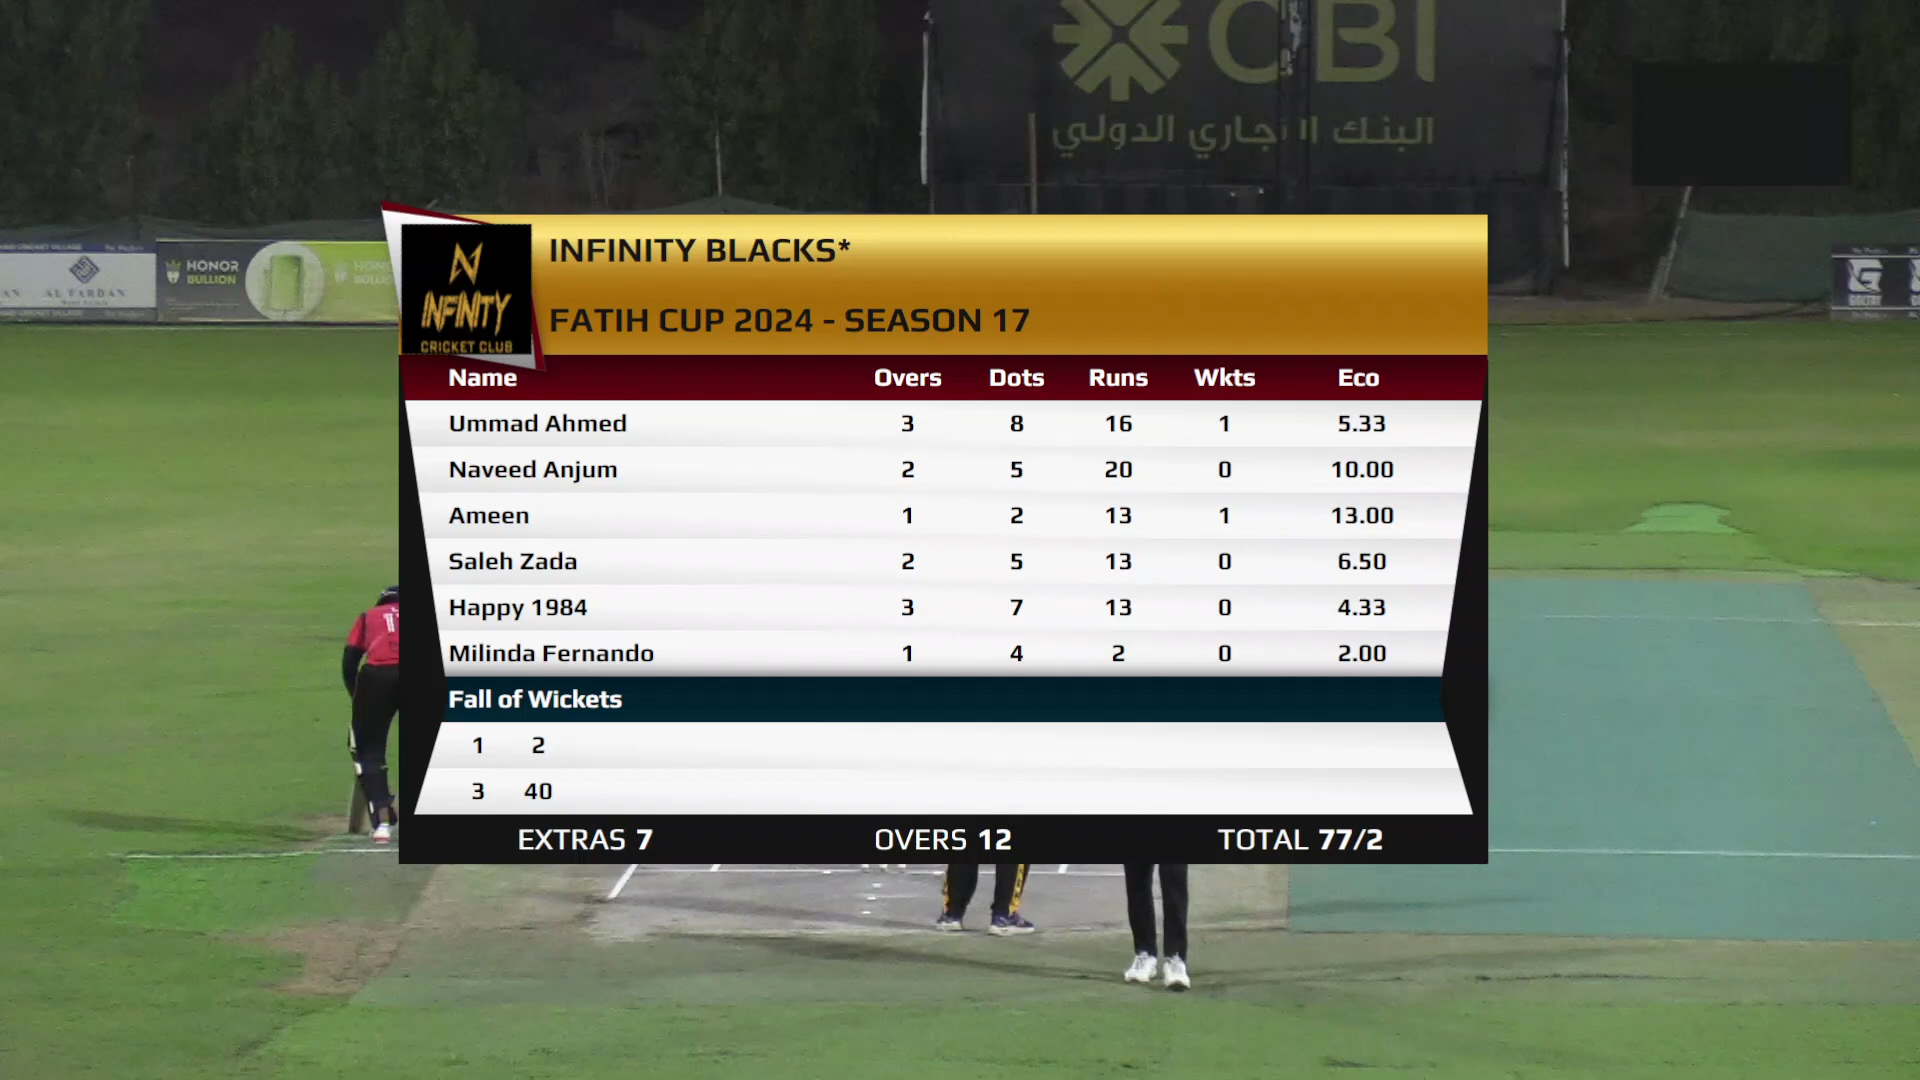 CBI
البنك التجاري الدولي
HONOR
BULLION
AL FARDAN
GOLTRY
INFINITY
CRICKET CLUB
INFINITY BLACKS*
FATIH CUP 2024 - SEASON 17
Name Overs Dots Runs Wkts Eco
Ummad Ahmed 3 8 16 1 5.33
Naveed Anjum 2 5 20 0 10.00
Ameen 1 2 13 1 13.00
Saleh Zada 2 5 13 0 6.50
Happy 1984 3 7 13 0 4.33
Milinda Fernando 1 4 2 0 2.00
Fall of Wickets
1 2
3 40
EXTRAS 7 OVERS 12 TOTAL 77/2